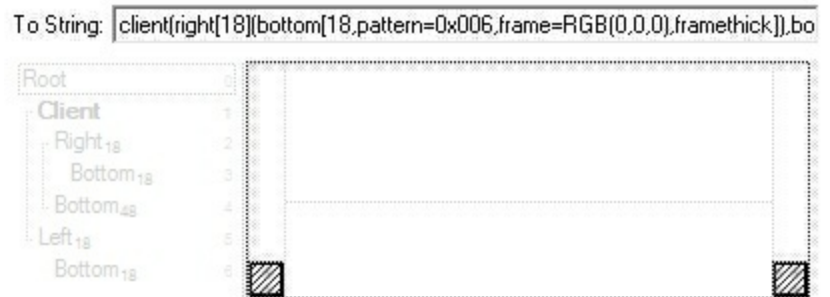 To String: client(right[18](bottom[18,pattern=0x006,frame=RGB(0,0,0),framethick]),bo
Root 0
Client 1
Right18 2
Bottom18 3
Bottom48 4
Left18 5
Bottom18 6